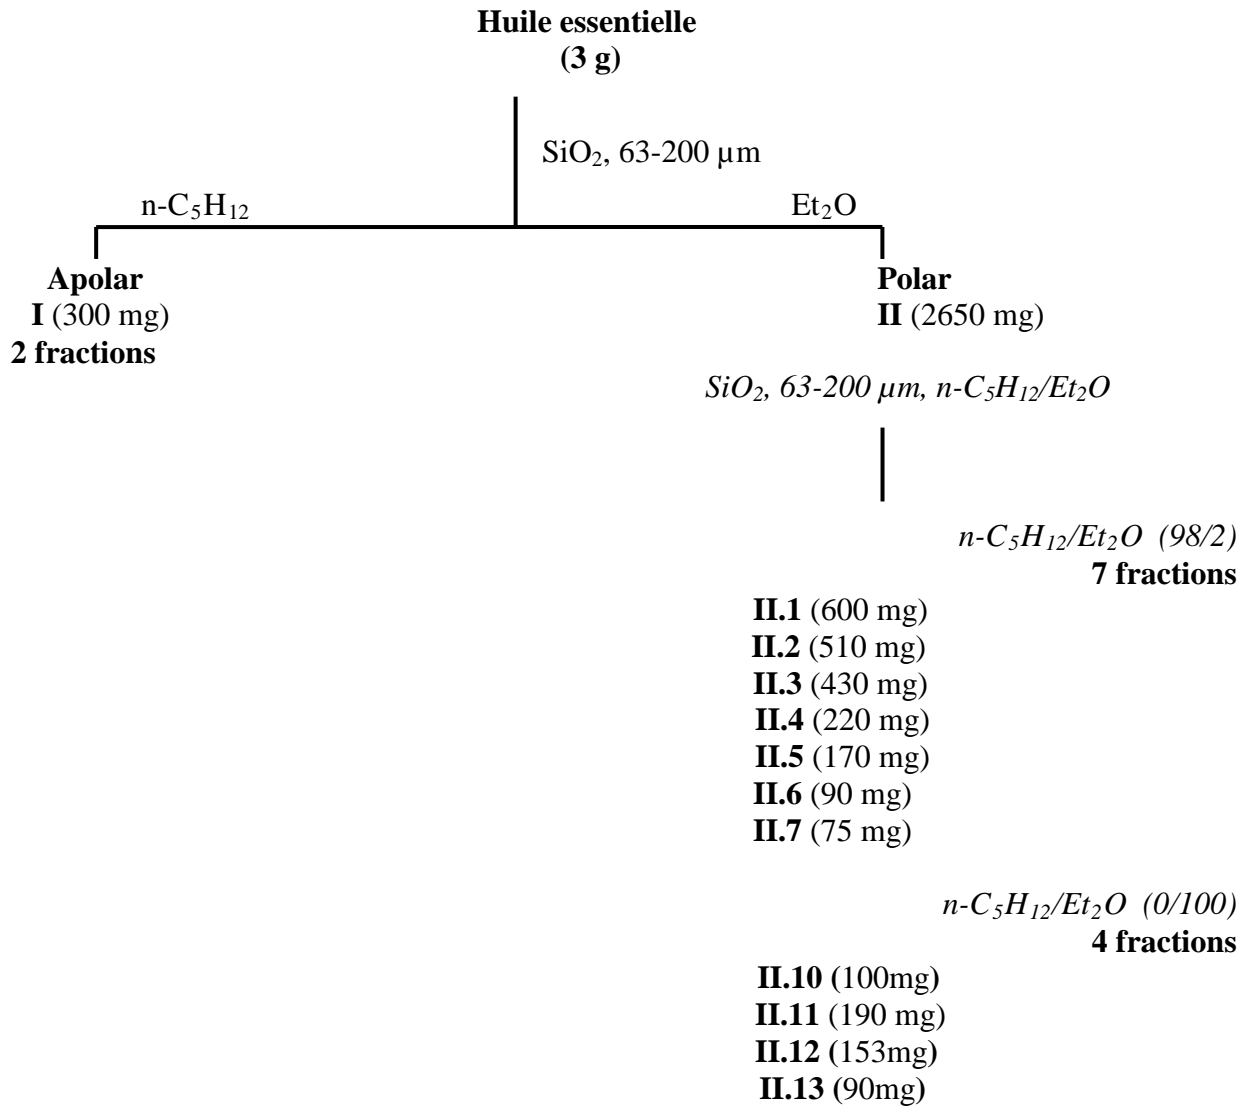 Huile essentielle
(3 g)
SiO₂, 63-200 µm
n-C₅H₁₂ Et₂O
Apolar Polar
I (300 mg) II (2650 mg)
2 fractions
SiO₂, 63-200 µm, n-C₅H₁₂/Et₂O
n-C₅H₁₂/Et₂O (98/2)
7 fractions
II.1 (600 mg)
II.2 (510 mg)
II.3 (430 mg)
II.4 (220 mg)
II.5 (170 mg)
II.6 (90 mg)
II.7 (75 mg)
n-C₅H₁₂/Et₂O (0/100)
4 fractions
II.10 (100mg)
II.11 (190 mg)
II.12 (153mg)
II.13 (90mg)